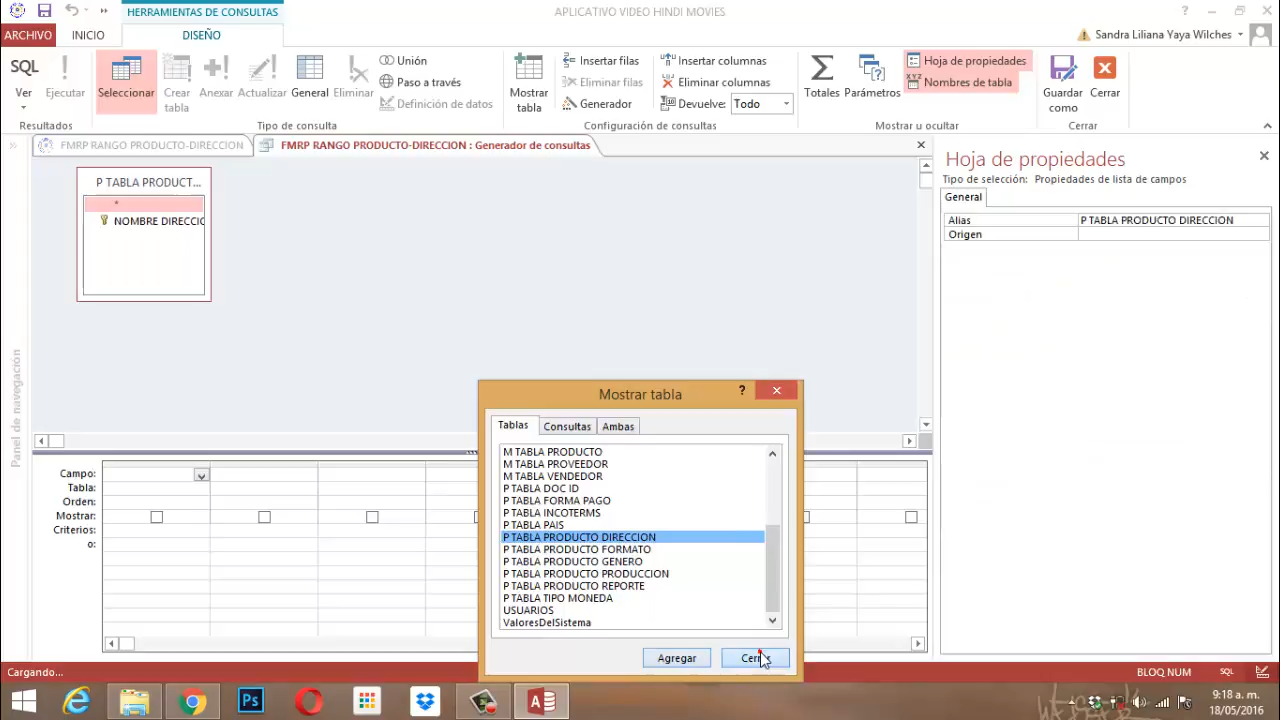 HERRAMIENTAS DE CONSULTAS
APLICATIVO VIDEO HINDI MOVIES
ARCHIVO
INICIO
DISEÑO
Sandra Liliana Yaya Wilches
SQL
Ver
Ejecutar
Resultados
Seleccionar
Crear tabla
Anexar
Actualizar
General
Eliminar
Unión
Paso a través
Definición de datos
Tipo de consulta
Mostrar tabla
Insertar filas
Eliminar filas
Generador
Insertar columnas
Eliminar columnas
Devuelve: Todo
Configuración de consultas
Totales
Parámetros
Hoja de propiedades
XYZ Nombres de tabla
Mostrar u ocultar
Guardar como
Cerrar
Cerrar
FMRP RANGO PRODUCTO-DIRECCION
FMRP RANGO PRODUCTO-DIRECCION : Generador de consultas
Panel de navegación
P TABLA PRODUCT...
*
NOMBRE DIRECCIO
Hoja de propiedades
Tipo de selección: Propiedades de lista de campos
General
Alias P TABLA PRODUCTO DIRECCION
Origen
Campo:
Tabla:
Orden:
Mostrar:
Criterios:
o:
Mostrar tabla
?
Tablas
Consultas
Ambas
M TABLA PRODUCTO
M TABLA PROVEEDOR
M TABLA VENDEDOR
P TABLA DOC ID
P TABLA FORMA PAGO
P TABLA INCOTERMS
P TABLA PAIS
P TABLA PRODUCTO DIRECCION
P TABLA PRODUCTO FORMATO
P TABLA PRODUCTO GENERO
P TABLA PRODUCTO PRODUCCION
P TABLA PRODUCTO REPORTE
P TABLA TIPO MONEDA
USUARIOS
ValoresDelSistema
Agregar
Cargando...
BLOQ NUM
SQL
Ps
9:18 a. m.
18/05/2016